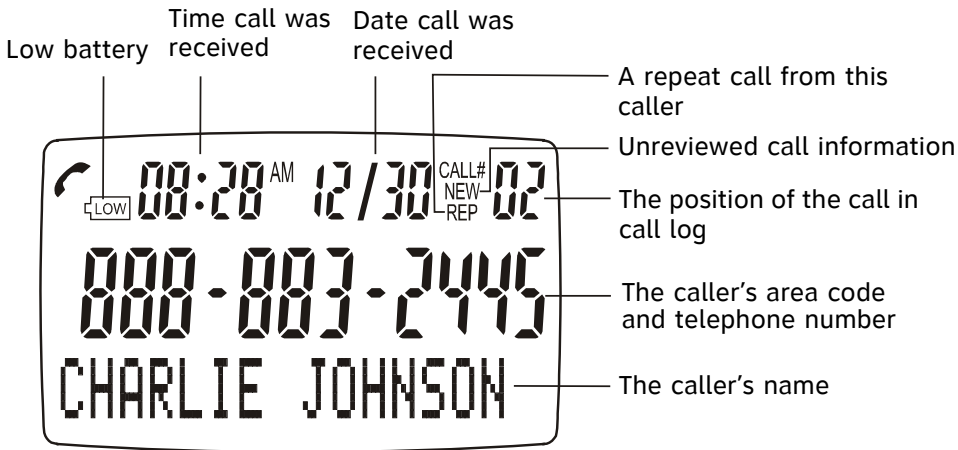 Low battery
Time call was
received
Date call was
received
A repeat call from this
caller
Unreviewed call information
The position of the call in
call log
The caller's area code
and telephone number
The caller's name
LOW
08:28 AM 12/30 CALL# 02
NEW
REP
888-883-2445
CHARLIE JOHNSON